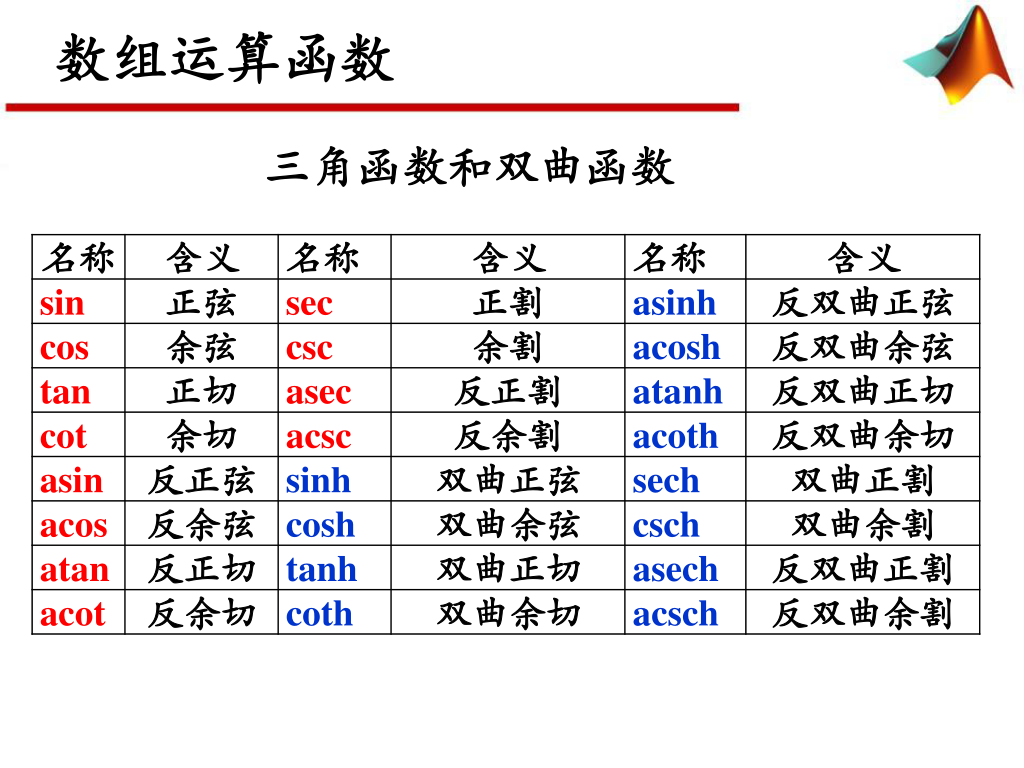 数组运算函数
三角函数和双曲函数
名称 含义 名称 含义 名称 含义
sin 正弦 sec 正割 asinh 反双曲正弦
cos 余弦 csc 余割 acosh 反双曲余弦
tan 正切 asec 反正割 atanh 反双曲正切
cot 余切 acsc 反余割 acoth 反双曲余切
asin 反正弦 sinh 双曲正弦 sech 双曲正割
acos 反余弦 cosh 双曲余弦 csch 双曲余割
atan 反正切 tanh 双曲正切 asech 反双曲正割
acot 反余切 coth 双曲余切 acsch 反双曲余割